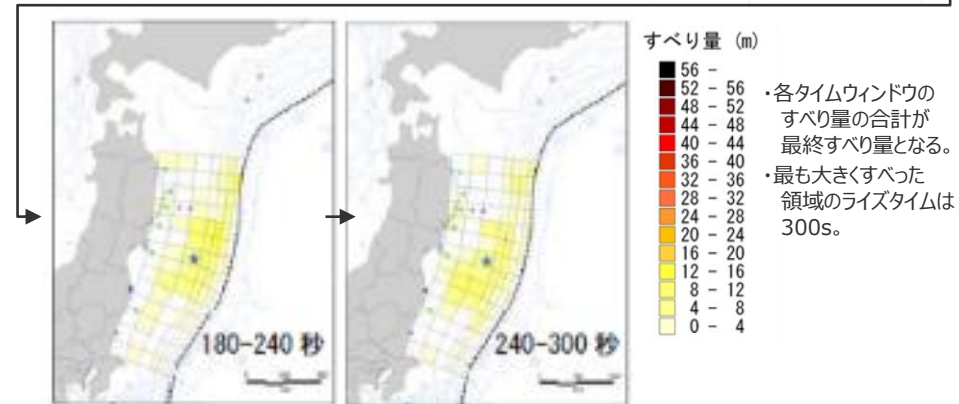 すべり量 (m)
56 -
52 - 56
48 - 52
44 - 48
40 - 44
36 - 40
32 - 36
28 - 32
24 - 28
20 - 24
16 - 20
12 - 16
8 - 12
4 - 8
0 - 4
・各タイムウィンドウの
すべり量の合計が
最終すべり量となる。
・最も大きくすべった
領域のライズタイムは
300s。
180-240 秒
240-300 秒